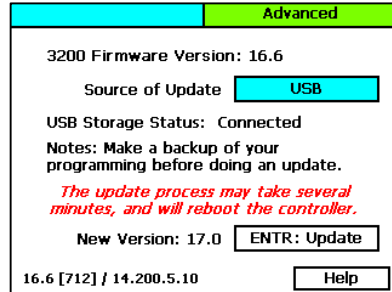 Advanced
3200 Firmware Version: 16.6
Source of Update USB
USB Storage Status: Connected
Notes: Make a backup of your
programming before doing an update.
The update process may take several
minutes, and will reboot the controller.
New Version: 17.0 ENTR: Update
16.6 [712] / 14.200.5.10 Help